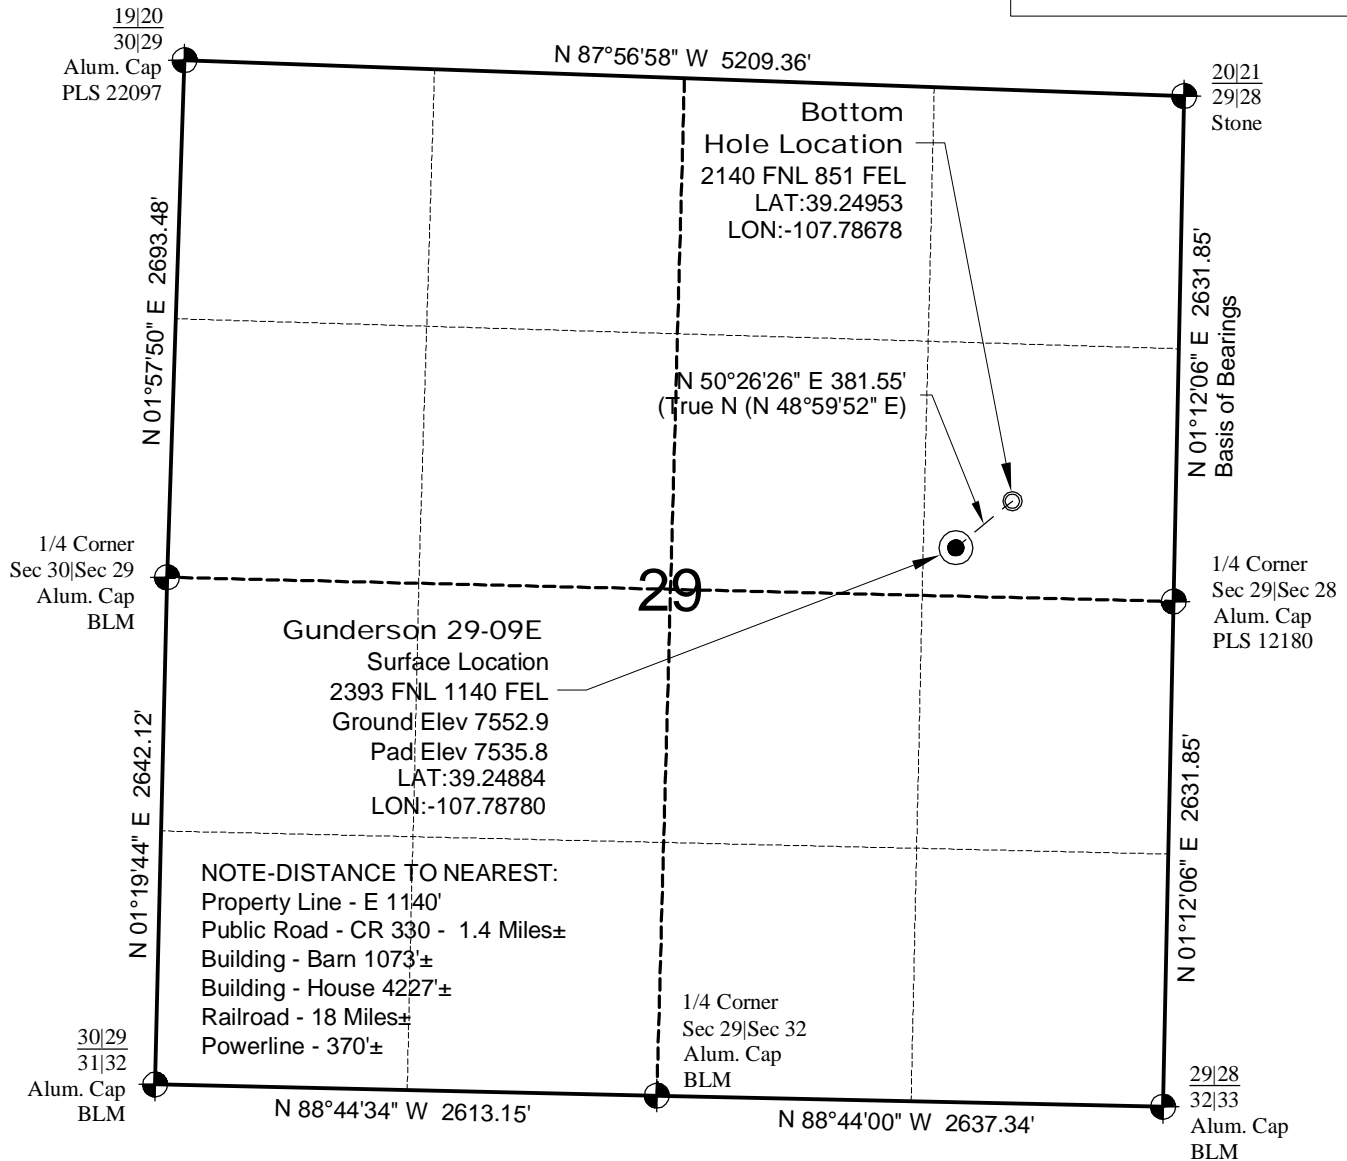 19|20
30|29
Alum. Cap
PLS 22097
N 87°56'58" W 5209.36'
20|21
29|28
Stone
Bottom
Hole Location
2140 FNL 851 FEL
LAT:39.24953
LON:-107.78678
N 01°57'50" E 2693.48'
N 01°12'06" E 2631.85'
Basis of Bearings
N 50°26'26" E 381.55'
(True N (N 48°59'52" E)
1/4 Corner
Sec 30|Sec 29
Alum. Cap
BLM
29
1/4 Corner
Sec 29|Sec 28
Alum. Cap
PLS 12180
Gunderson 29-09E
Surface Location
2393 FNL 1140 FEL
Ground Elev 7552.9
Pad Elev 7535.8
LAT:39.24884
LON:-107.78780
N 01°19'44" E 2642.12'
N 01°12'06" E 2631.85'
NOTE-DISTANCE TO NEAREST:
Property Line - E 1140'
Public Road - CR 330 - 1.4 Miles±
Building - Barn 1073'±
Building - House 4227'±
Railroad - 18 Miles±
Powerline - 370'±
1/4 Corner
Sec 29|Sec 32
Alum. Cap
BLM
30|29
31|32
Alum. Cap
BLM
N 88°44'34" W 2613.15'
N 88°44'00" W 2637.34'
29|28
32|33
Alum. Cap
BLM